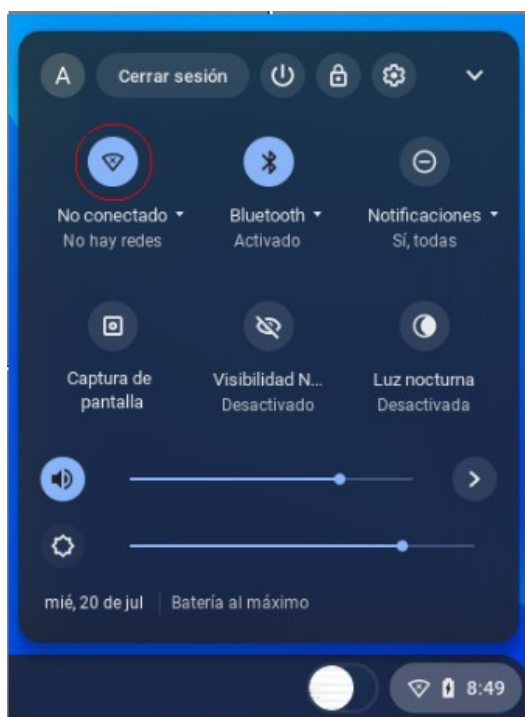 A Cerrar sesión
No conectado Bluetooth Notificaciones
No hay redes Activado Sí, todas
Captura de Visibilidad N... Luz nocturna
pantalla Desactivado Desactivada
mié, 20 de jul Batería al máximo
8:49